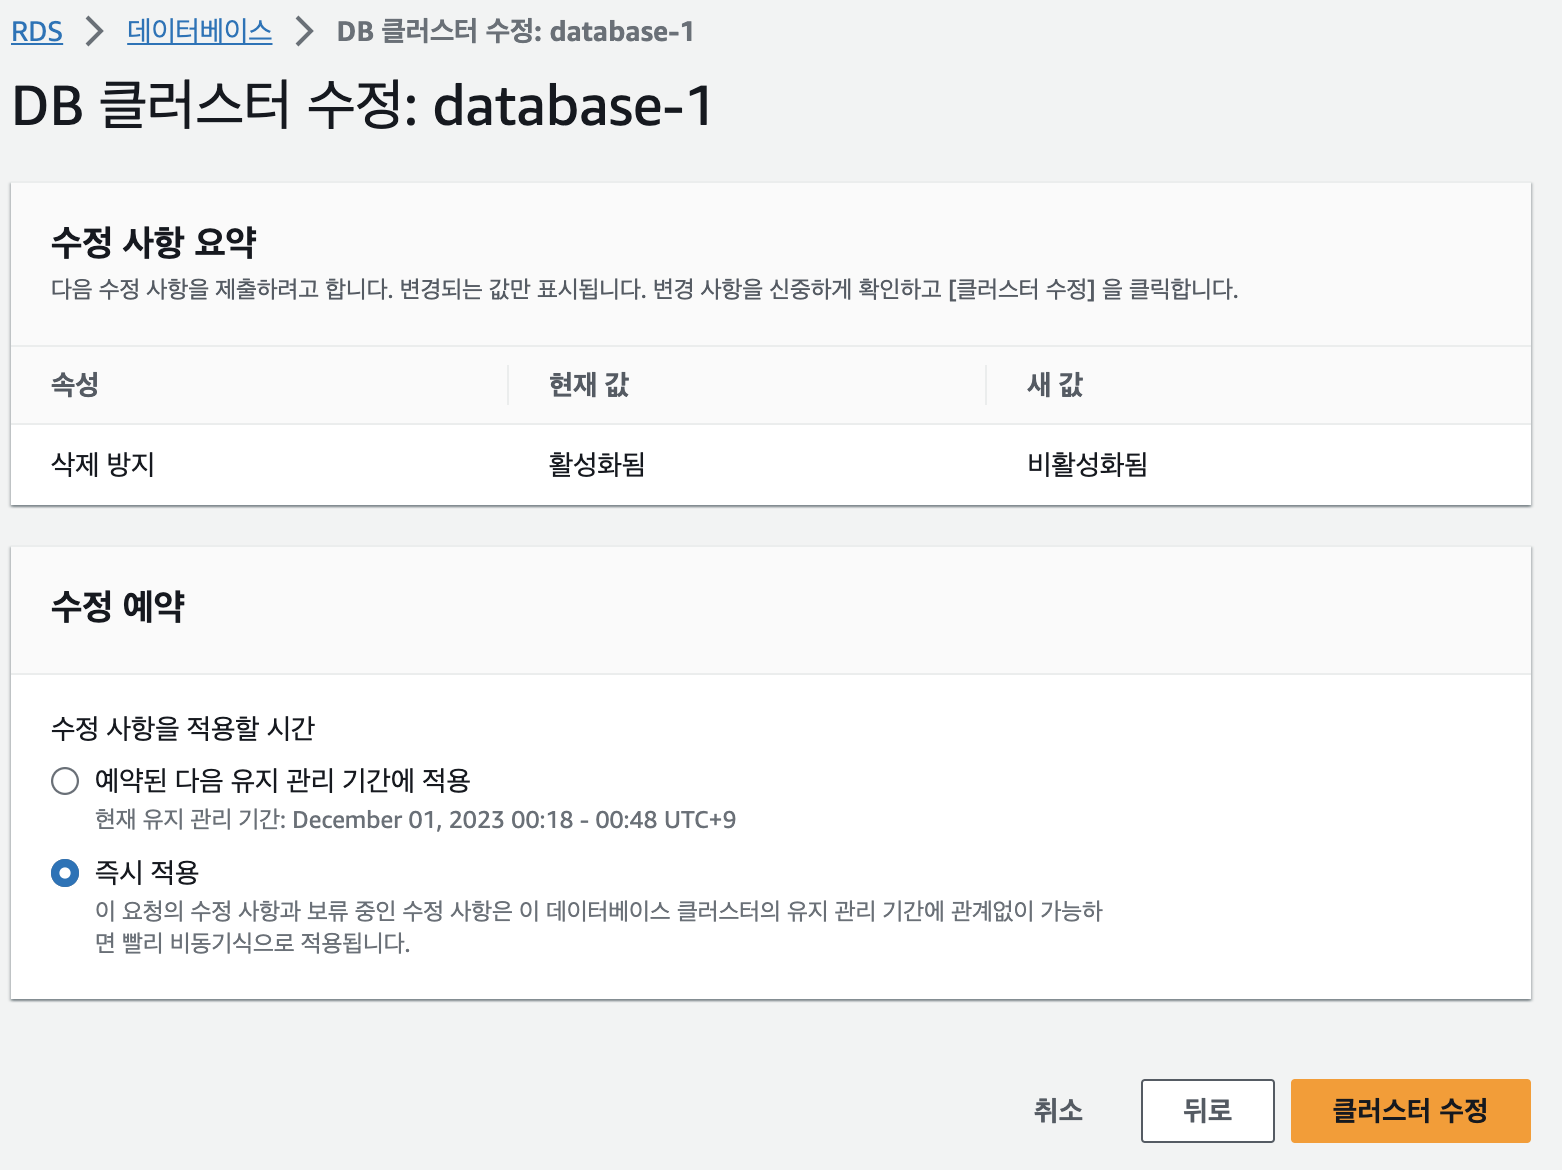 RDS > 데이터베이스 > DB 클러스터 수정: database-1
DB 클러스터 수정: database-1
수정 사항 요약
다음 수정 사항을 제출하려고 합니다. 변경되는 값만 표시됩니다. 변경 사항을 신중하게 확인하고 [클러스터 수정] 을 클릭합니다.
속성 현재 값 새 값
삭제 방지 활성화됨 비활성화됨
수정 예약
수정 사항을 적용할 시간
예약된 다음 유지 관리 기간에 적용
현재 유지 관리 기간: December 01, 2023 00:18 - 00:48 UTC+9
즉시 적용
이 요청의 수정 사항과 보류 중인 수정 사항은 이 데이터베이스 클러스터의 유지 관리 기간에 관계없이 가능하
면 빨리 비동기식으로 적용됩니다.
취소 뒤로 클러스터 수정